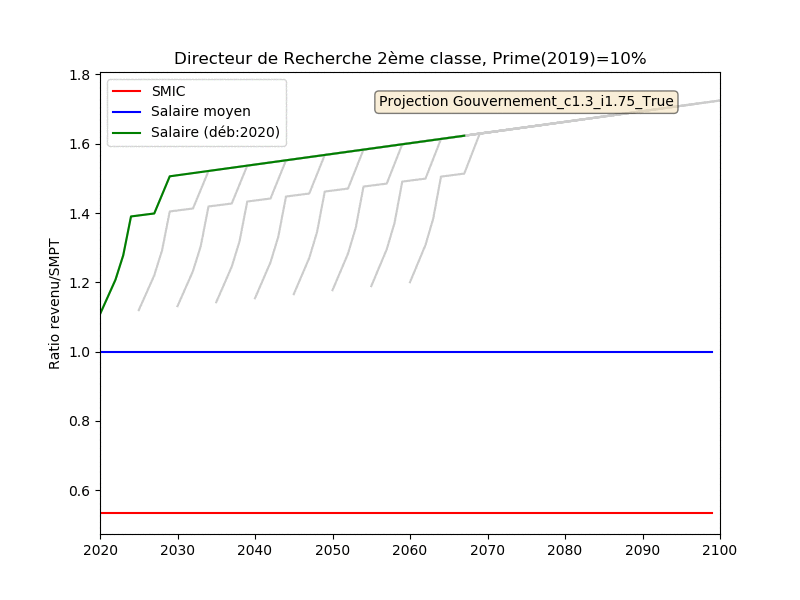 Directeur de Recherche 2ème classe, Prime(2019)=10%
1.8
1.6
1.4
1.2
1.0
0.8
0.6
Ratio revenu/SMPT
SMIC
Salaire moyen
Salaire (déb:2020)
Projection Gouvernement_c1.3_i1.75_True
2020 2030 2040 2050 2060 2070 2080 2090 2100